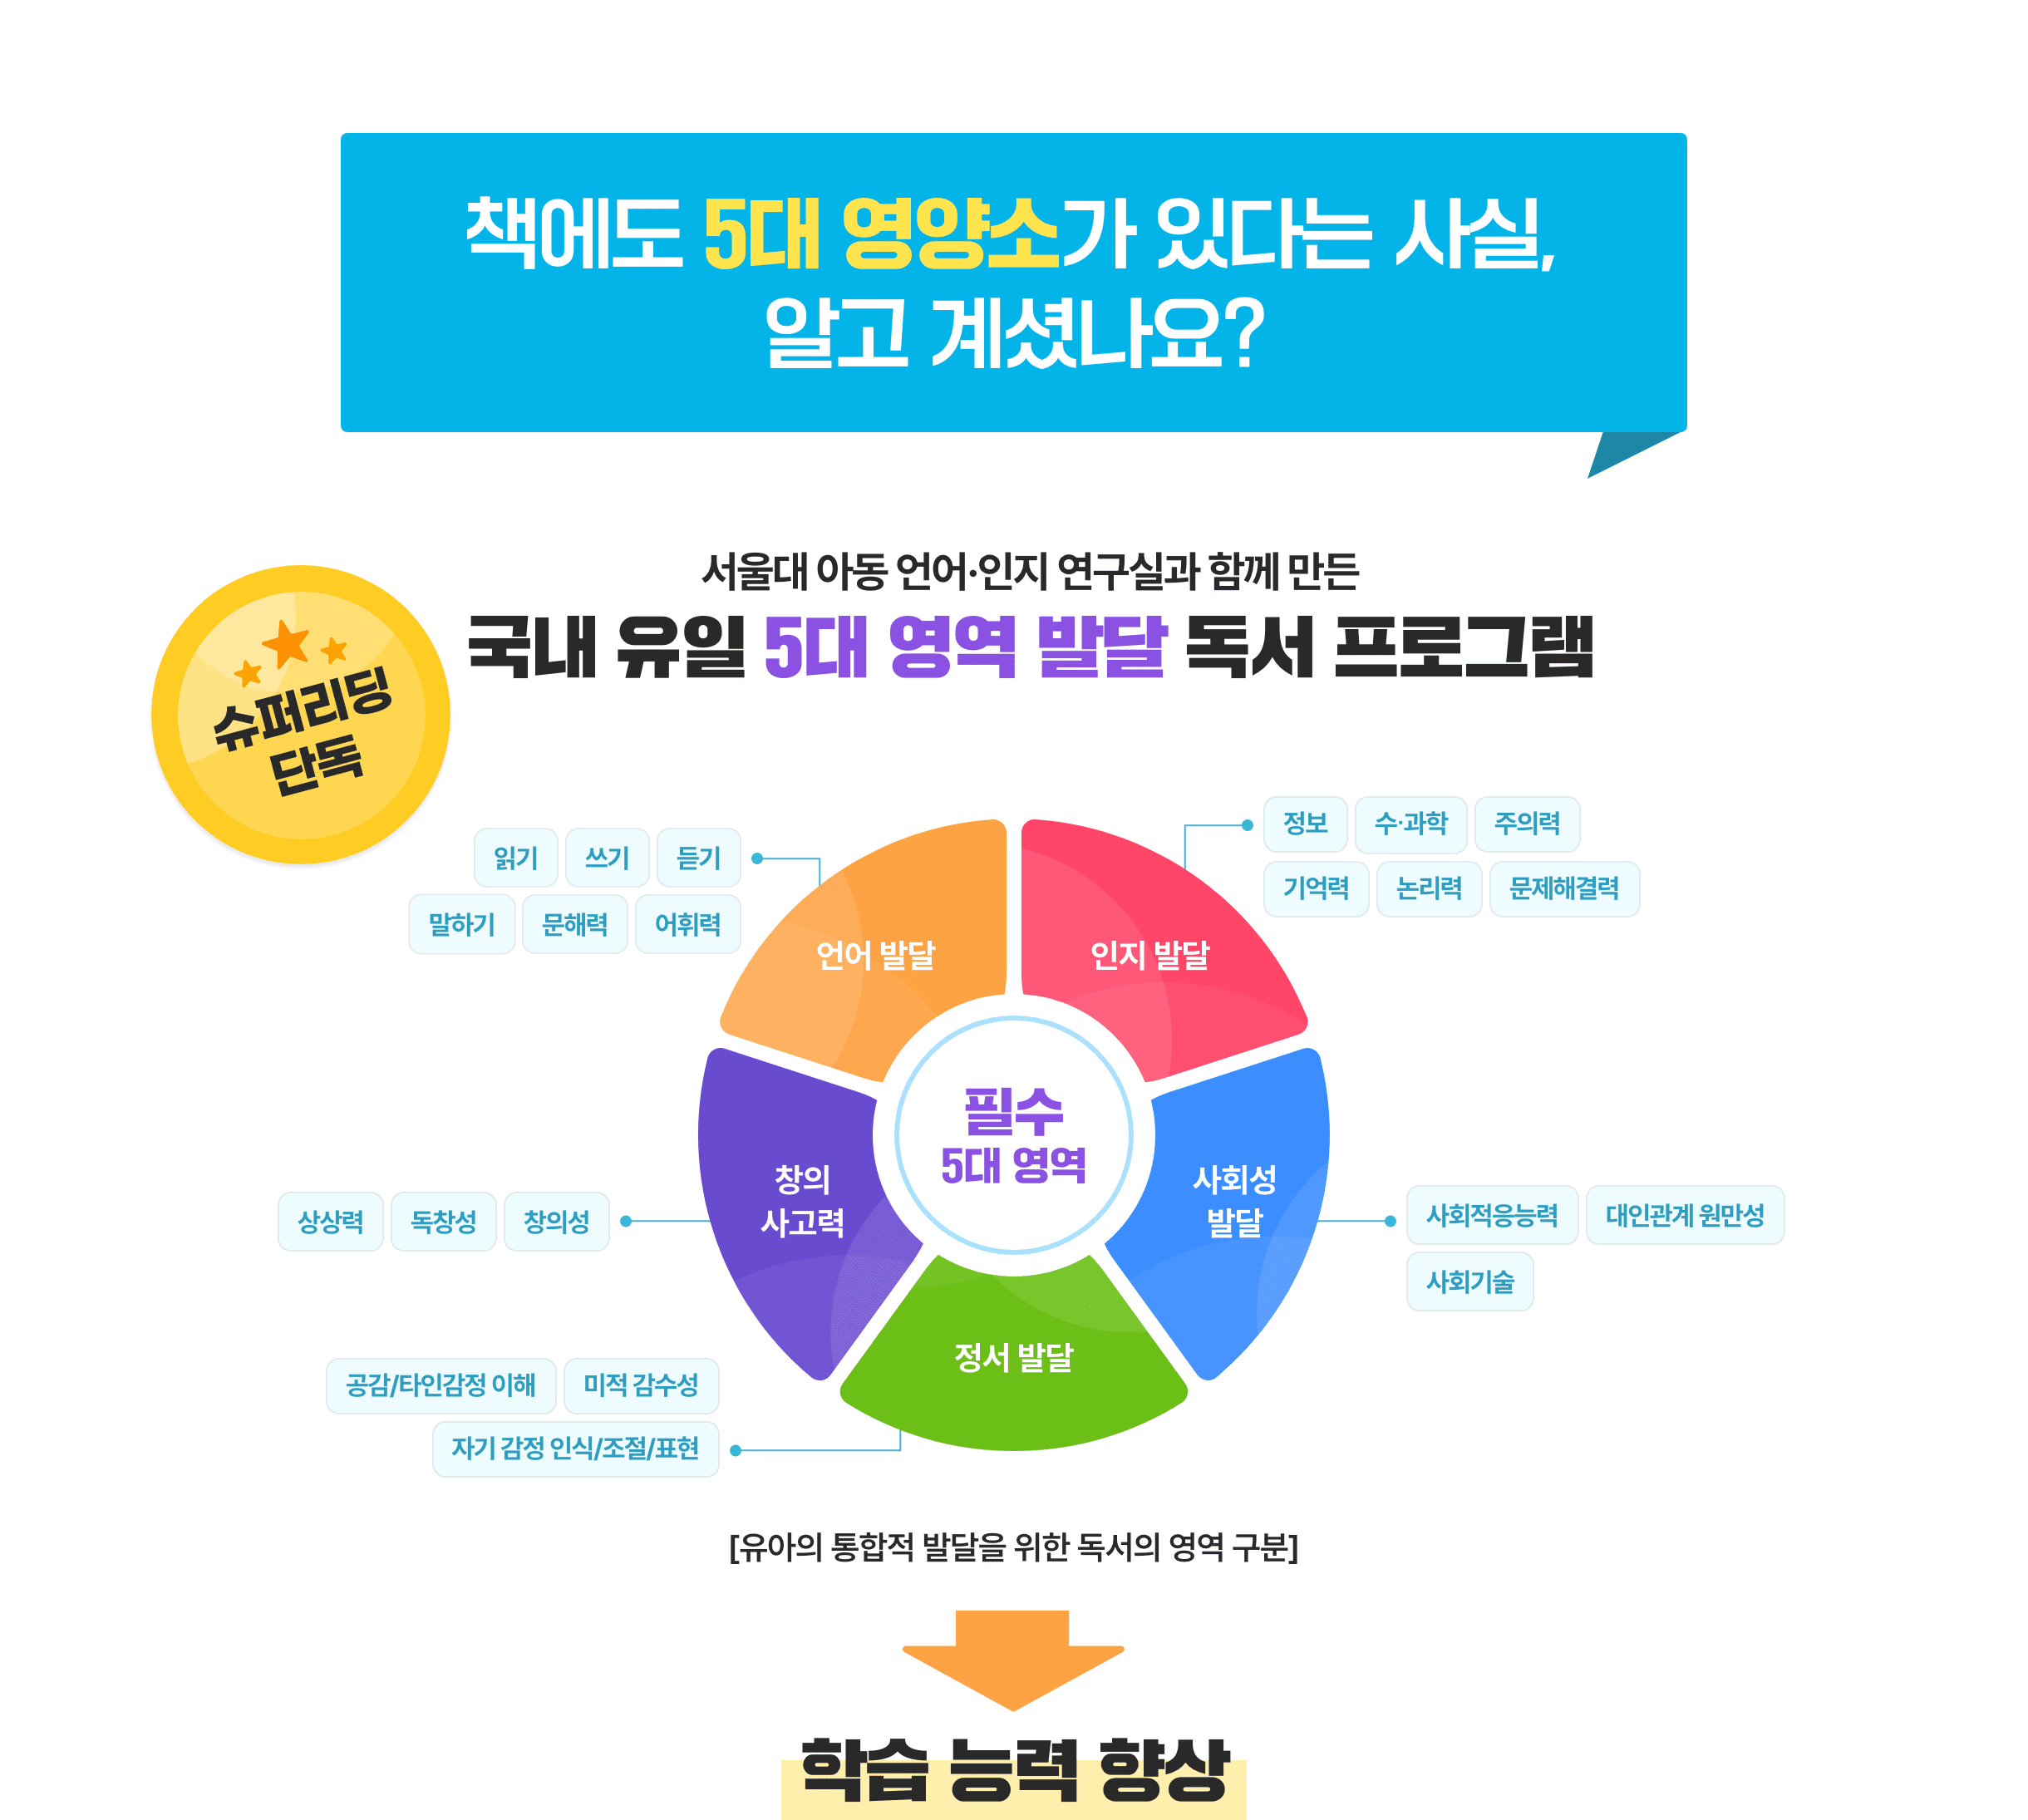 책에도 5대 영양소가 있다는 사실,
알고 계셨나요?
서울대 아동 언어·인지 연구실과 함께 만든
국내 유일 5대 영역 발달 독서 프로그램
슈퍼리딩
단독
읽기 쓰기 듣기
말하기 문해력 어휘력
정보 수·과학 주의력
기억력 논리력 문제해결력
언어 발달
인지 발달
필수
5대 영역
창의
사고력
사회성
발달
상상력 독창성 창의성
사회적응능력 대인관계 원만성
사회기술
정서 발달
공감/타인감정 이해 미적 감수성
자기 감정 인식/조절/표현
[유아의 통합적 발달을 위한 독서의 영역 구분]
학습 능력 향상